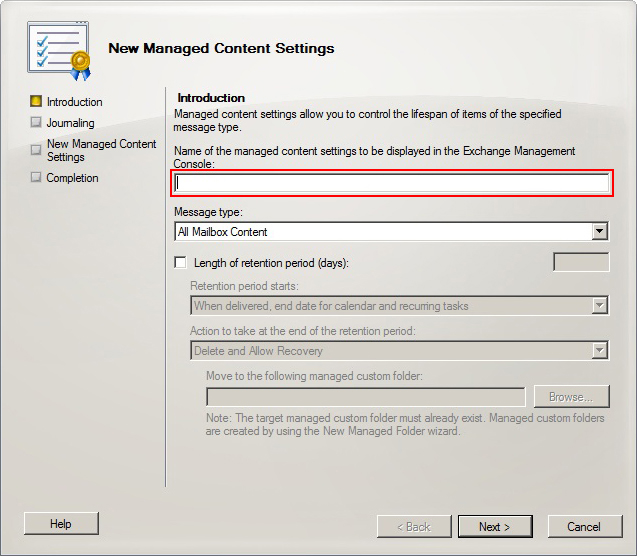 New Managed Content Settings
Introduction
Journaling
New Managed Content
Settings
Completion
Introduction
Managed content settings allow you to control the lifespan of items of the specified
message type.
Name of the managed content settings to be displayed in the Exchange Management
Console:
Message type:
All Mailbox Content
Length of retention period (days):
Retention period starts:
When delivered, end date for calendar and recurring tasks
Action to take at the end of the retention period:
Delete and Allow Recovery
Move to the following managed custom folder:
Browse...
Note: The target managed custom folder must already exist. Managed custom folders
are created by using the New Managed Folder wizard.
Help
< Back
Next >
Cancel